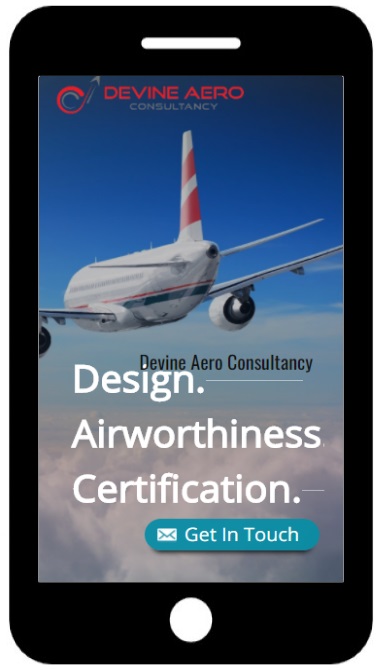 DEVINE AERO
CONSULTANCY
Devine Aero Consultancy
Design.
Airworthiness.
Certification.
Get In Touch